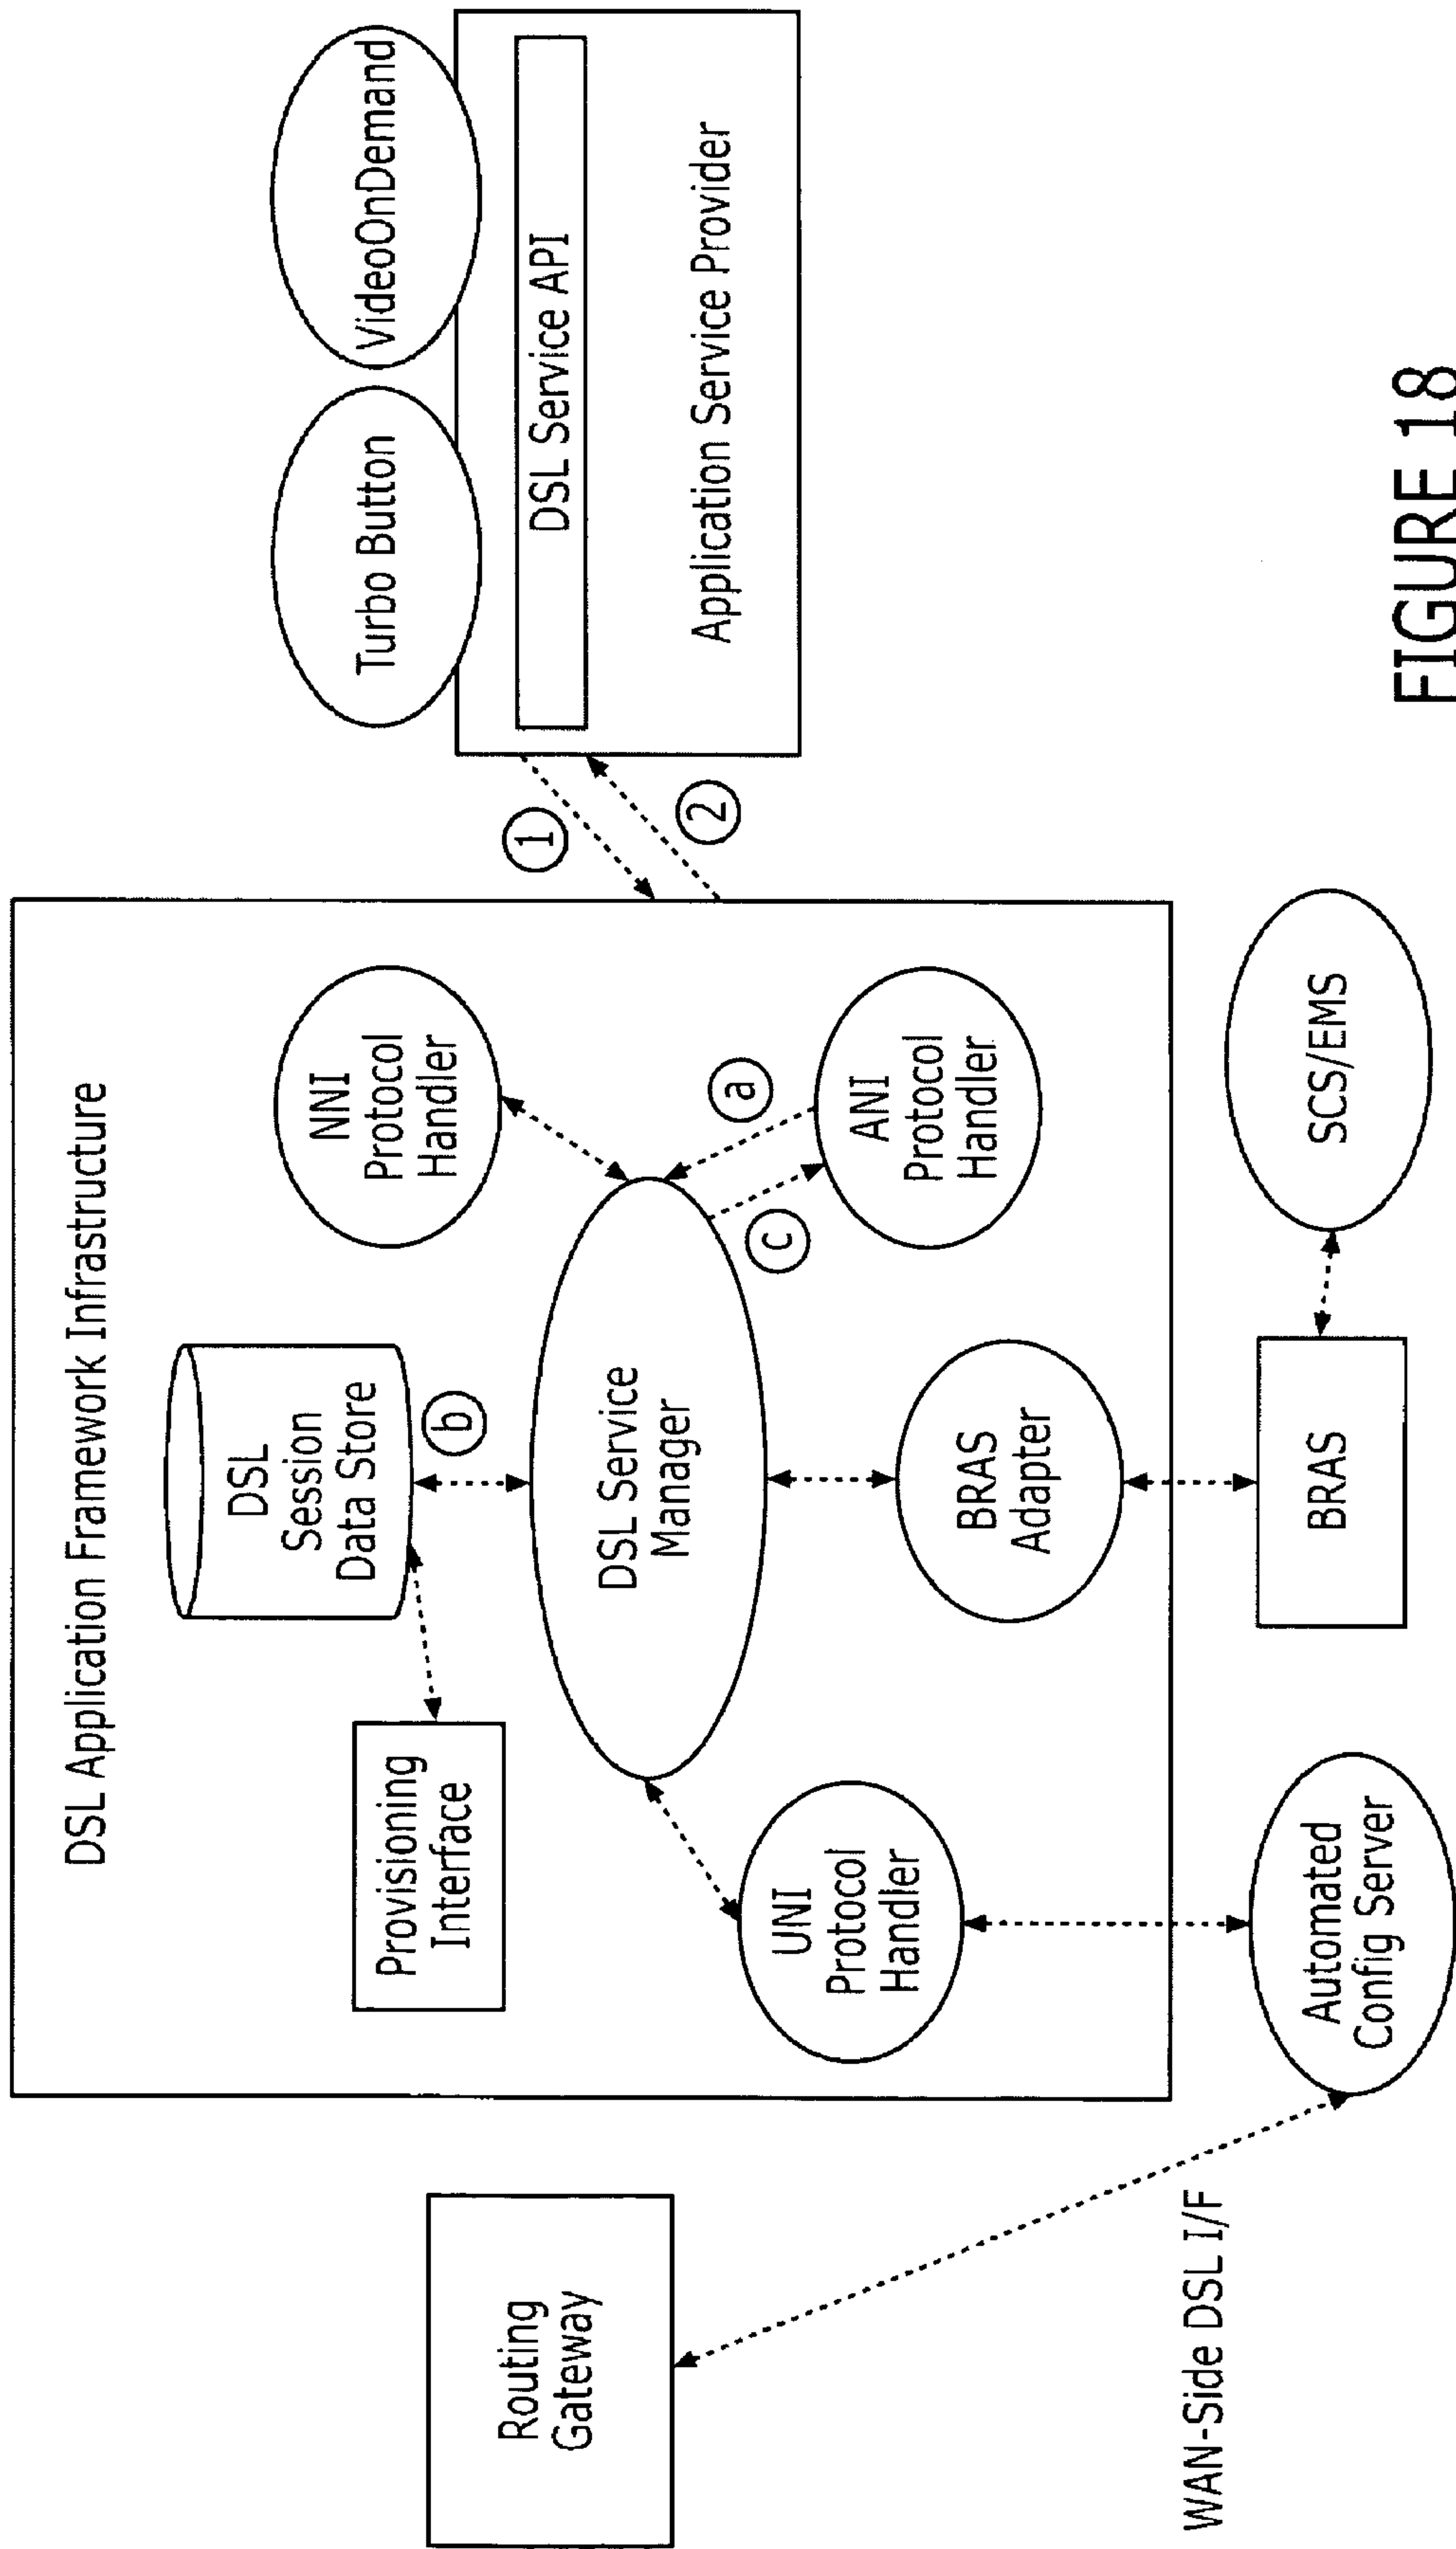 DSL Application Framework Infrastructure
Routing
Gateway
Provisioning
Interface
DSL
Session
Data Store
b
NNI
Protocol
Handler
DSL Service
Manager
UNI
Protocol
Handler
BRAS
Adapter
c
a
ANI
Protocol
Handler
1
2
Turbo Button
VideoOnDemand
DSL Service API
Application Service Provider
WAN-Side DSL I/F
Automated
Config Server
BRAS
SCS/EMS
FIGURE 18